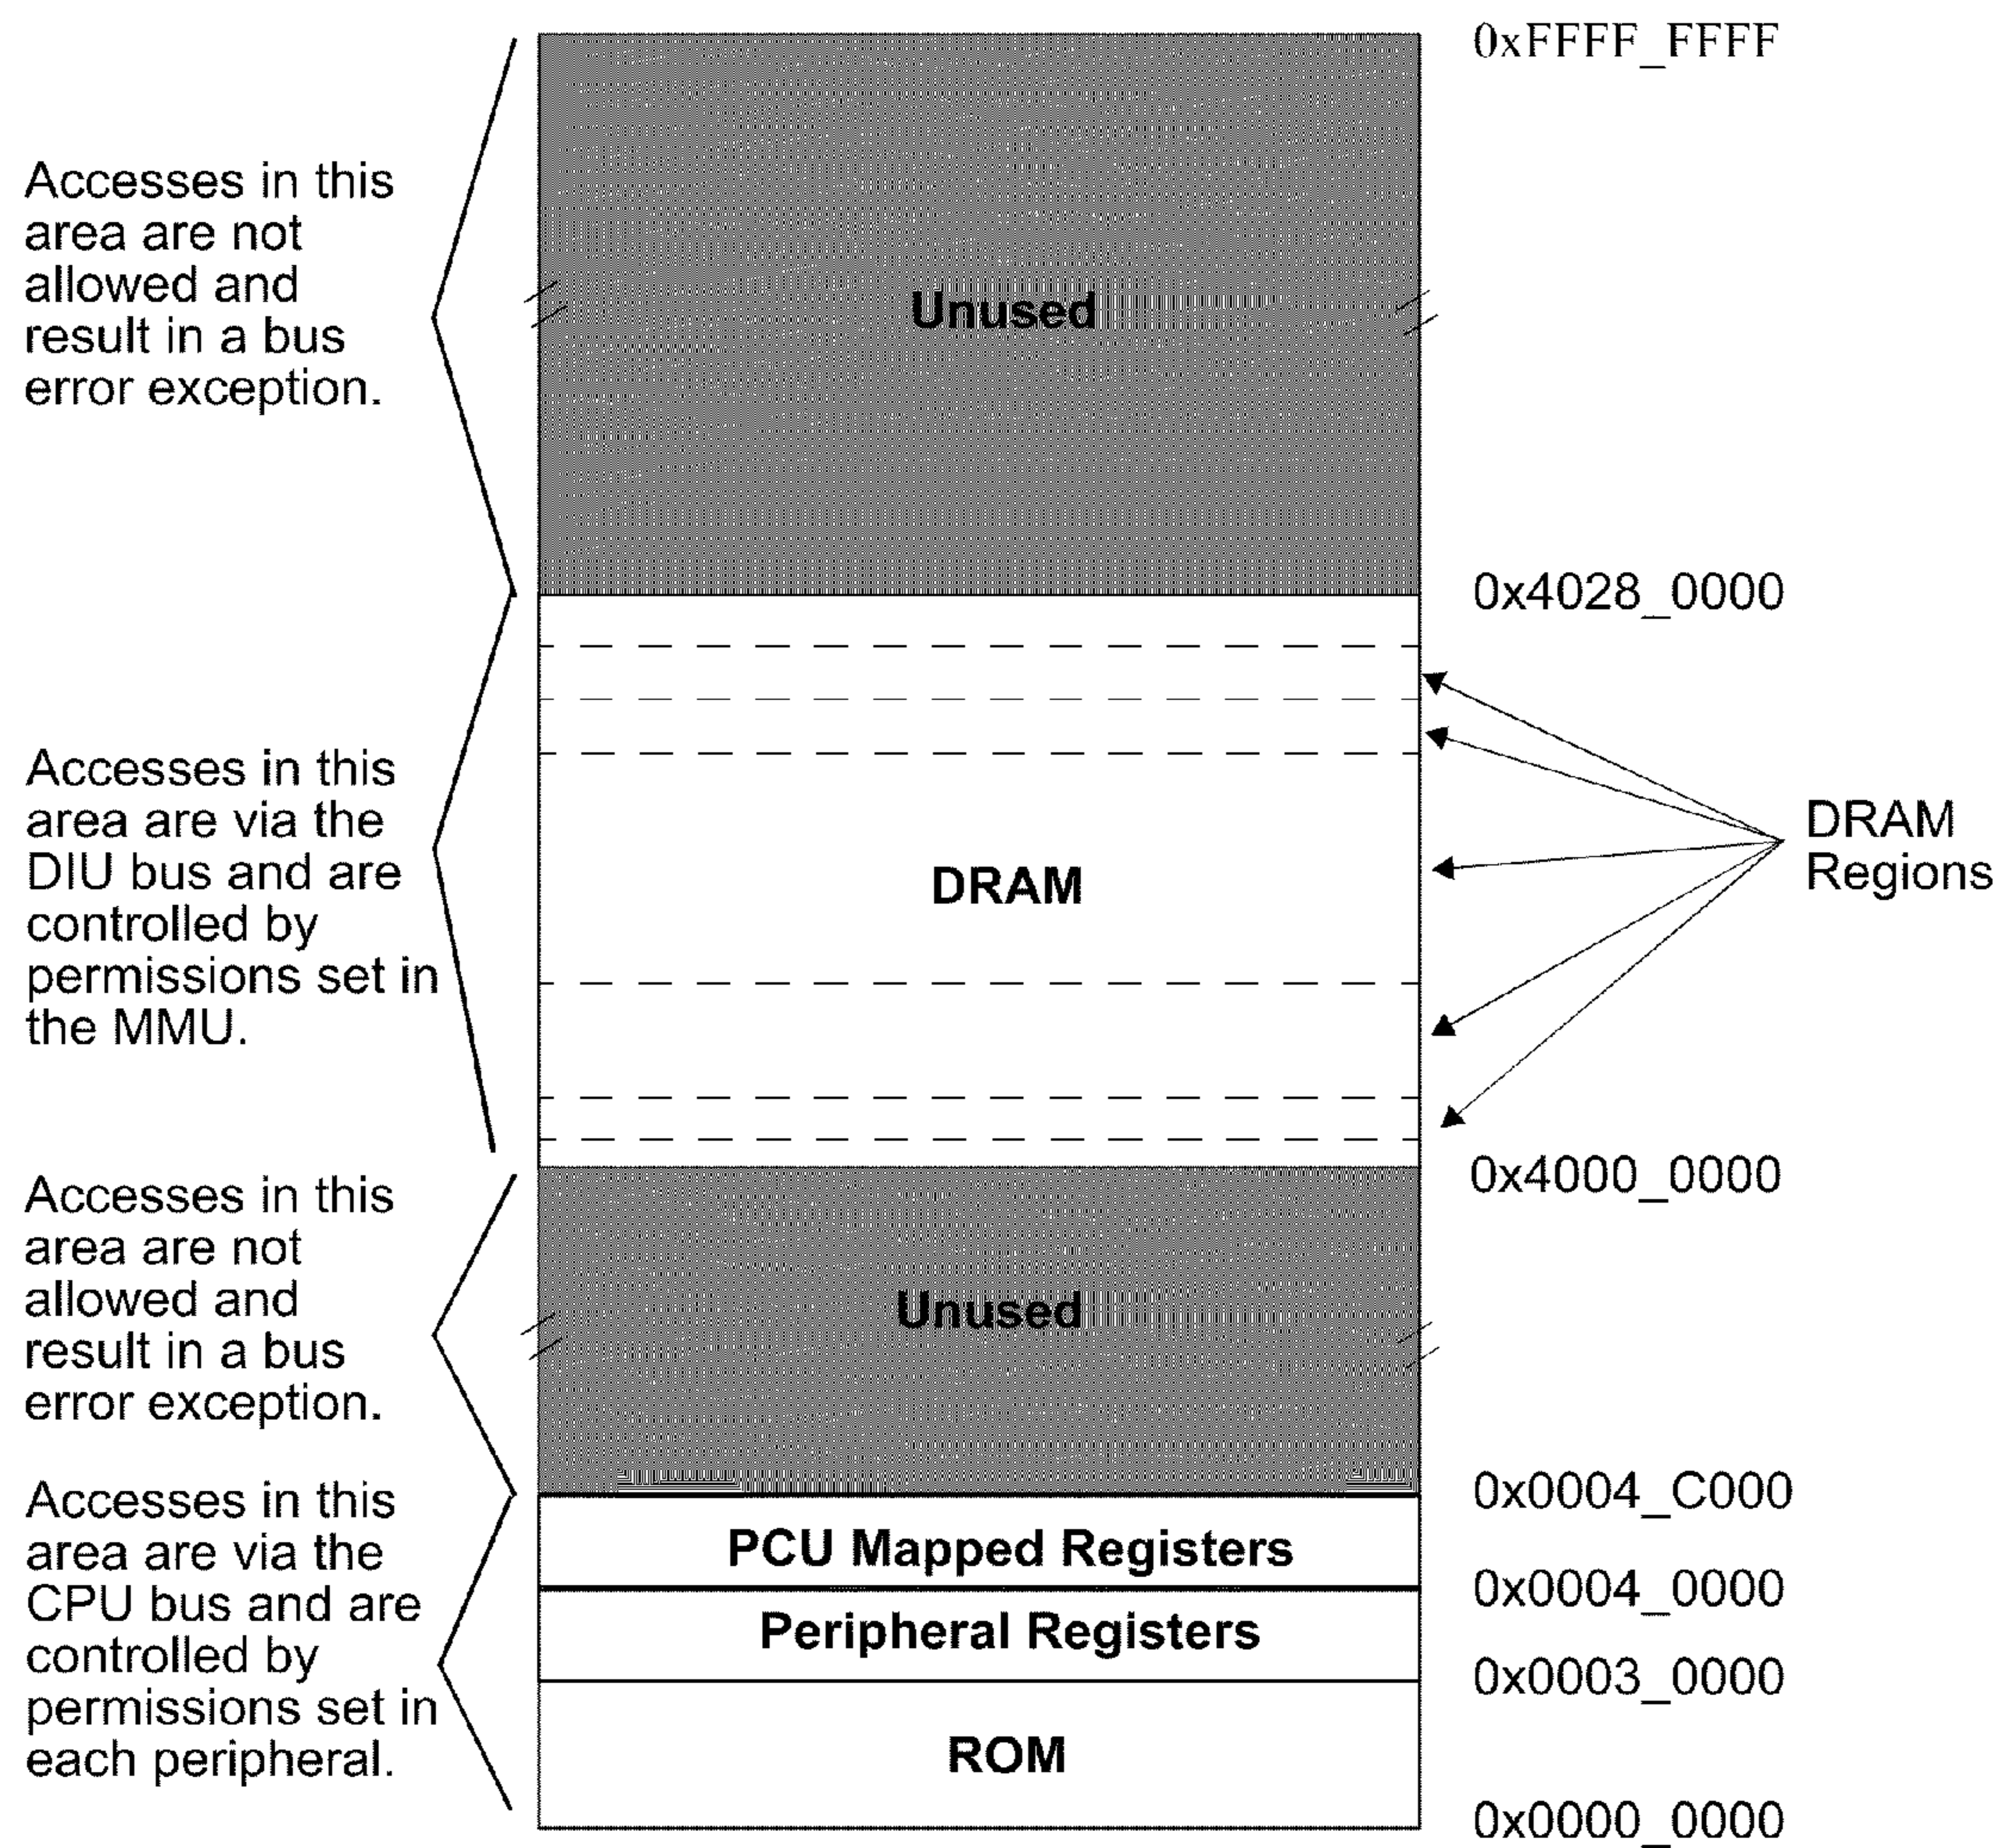 0xFFFF_FFFF
Accesses in this
area are not
allowed and
result in a bus
error exception.
Unused
0x4028_0000
Accesses in this
area are via the
DIU bus and are
controlled by
permissions set in
the MMU.
DRAM
DRAM
Regions
0x4000_0000
Accesses in this
area are not
allowed and
result in a bus
error exception.
Unused
0x0004_C000
Accesses in this
area are via the
CPU bus and are
controlled by
permissions set in
each peripheral.
PCU Mapped Registers
0x0004_0000
Peripheral Registers
0x0003_0000
ROM
0x0000_0000